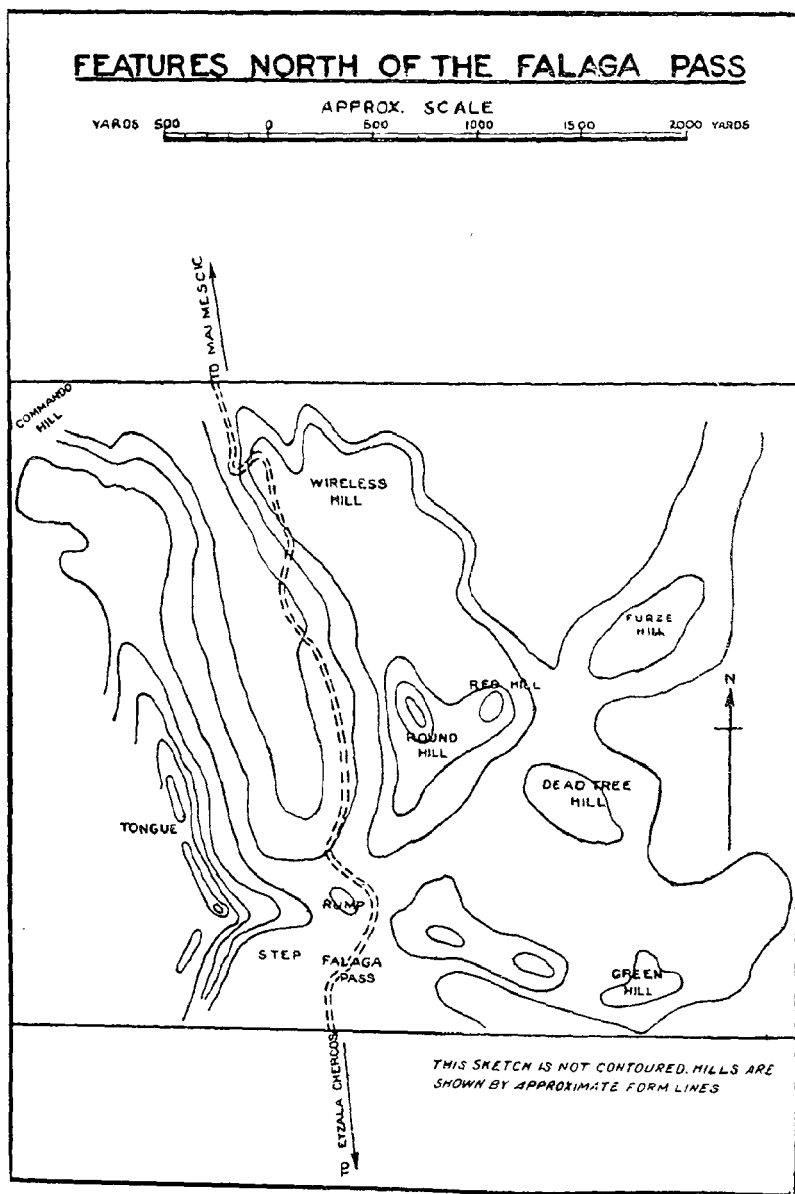 FEATURES NORTH OF THE FALAGA PASS
APPROX. SCALE
YARDS 500 0 500 1000 1500 2000 YARDS
TO MAI MESCIC
COMMANDO
HILL
WIRELESS
HILL
FURZE
HILL
RED HILL
N
ROUND
HILL
DEAD TREE
HILL
TONGUE
RUMP
STEP
FALAGA
PASS
GREEN
HILL
TO EYZALA CHERCOS
THIS SKETCH IS NOT CONTOURED. HILLS ARE
SHOWN BY APPROXIMATE FORM LINES